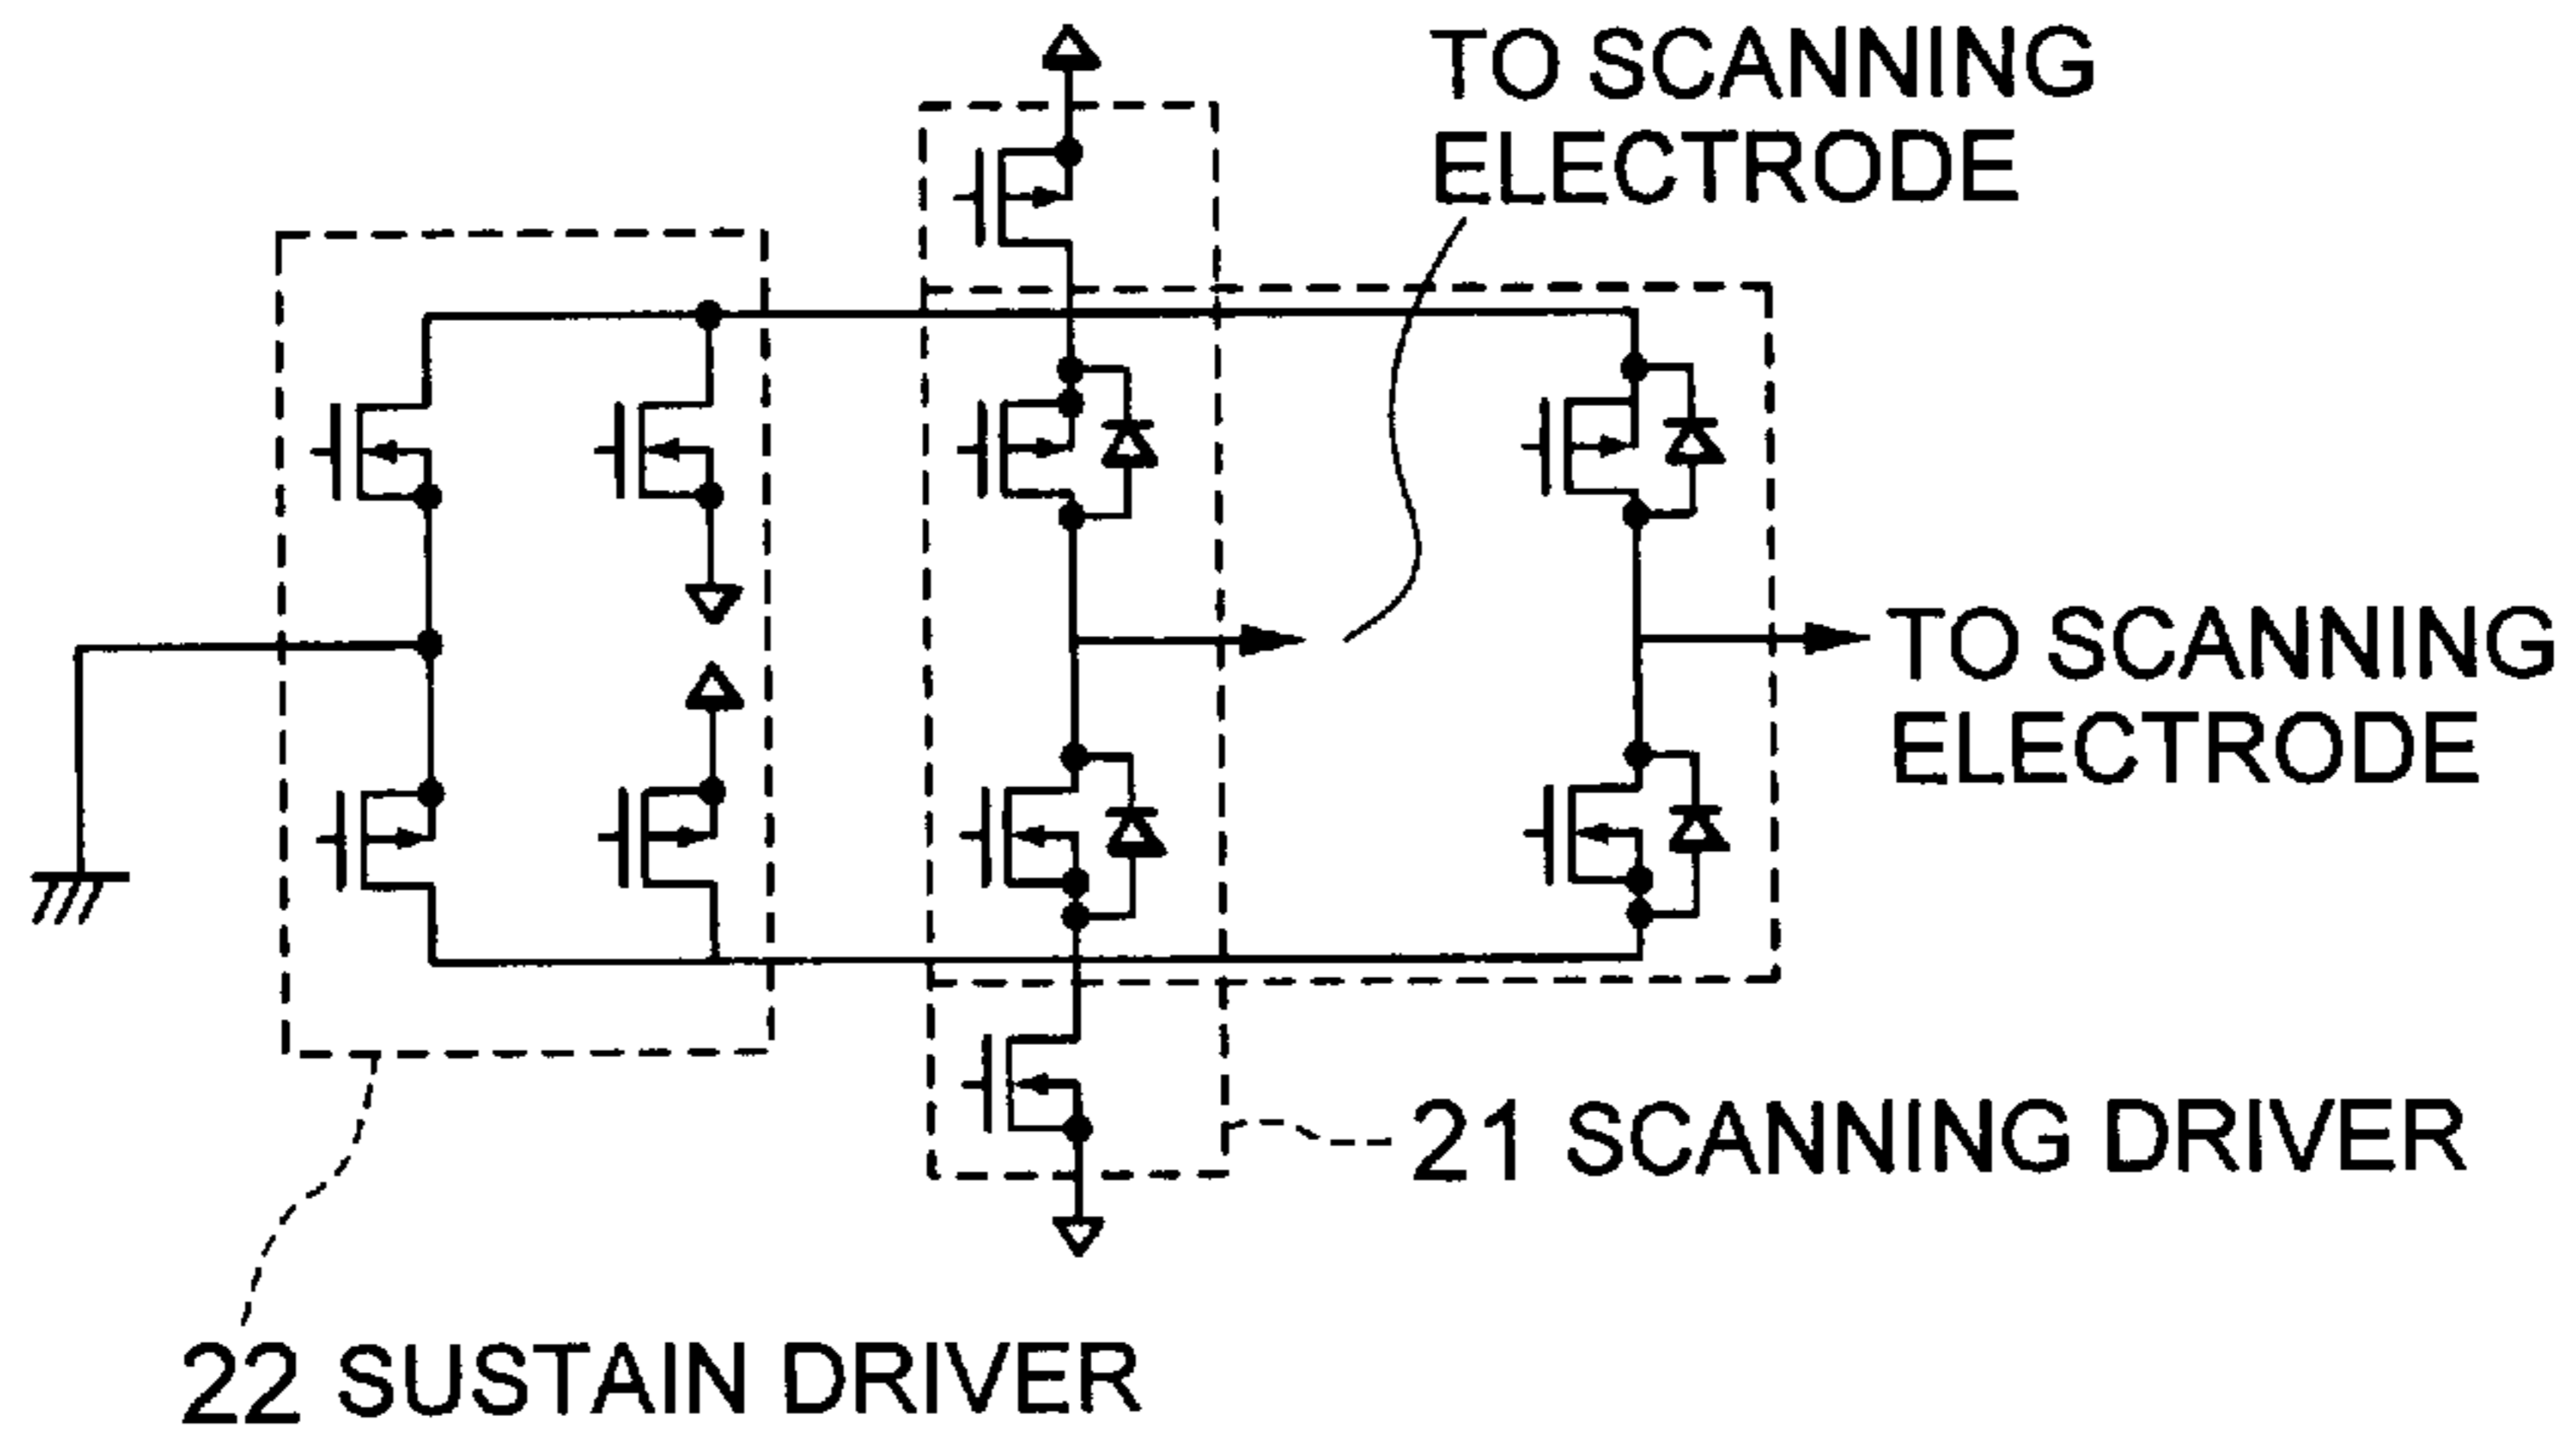 TO SCANNING
ELECTRODE
TO SCANNING
ELECTRODE
21 SCANNING DRIVER
22 SUSTAIN DRIVER